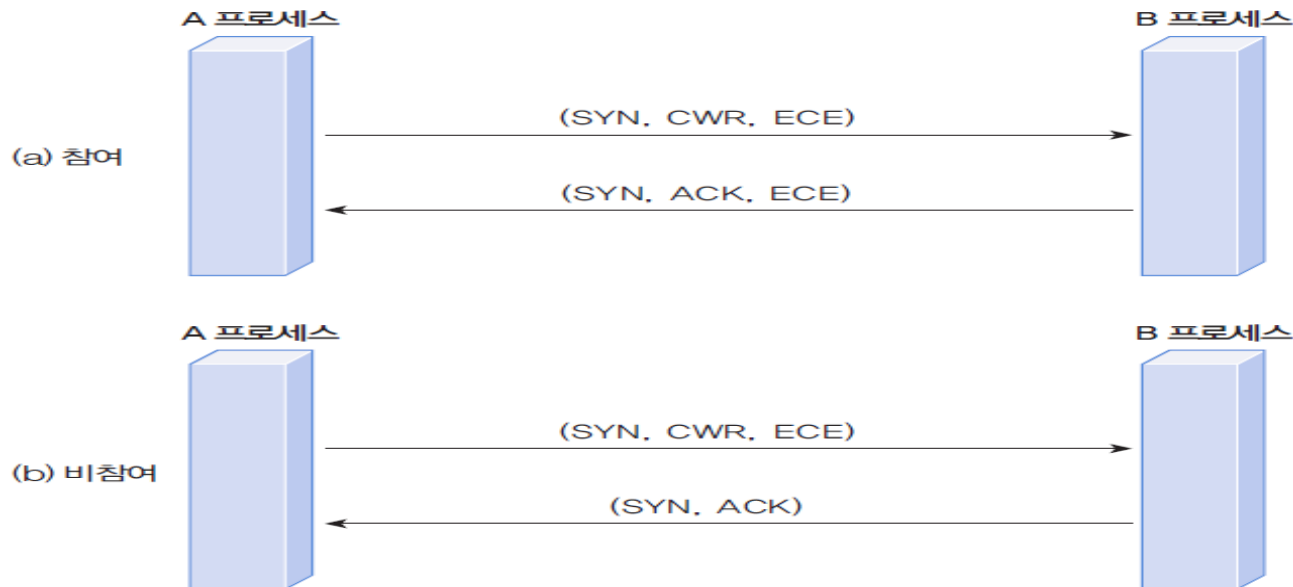 A 프로세스 B 프로세스
(SYN, CWR, ECE)
(a) 참여
(SYN, ACK, ECE)
A 프로세스 B 프로세스
(SYN, CWR, ECE)
(b) 비참여
(SYN, ACK)